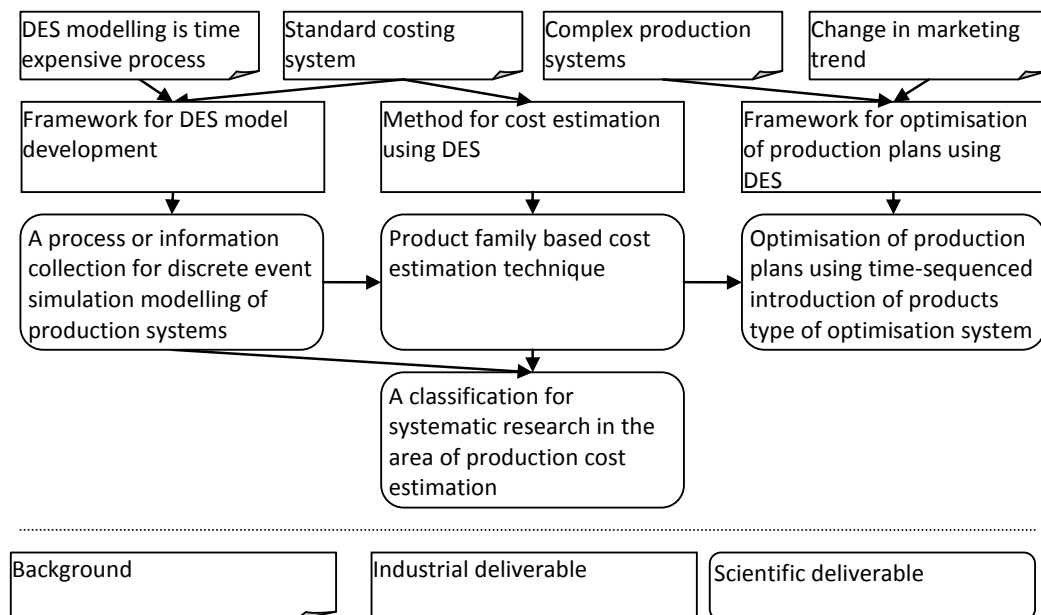 DES modelling is time
expensive process
Standard costing
system
Complex production
systems
Change in marketing
trend
Framework for DES model
development
Method for cost estimation
using DES
Framework for optimisation
of production plans using
DES
A process or information
collection for discrete event
simulation modelling of
production systems
Product family based cost
estimation technique
Optimisation of production
plans using time-sequenced
introduction of products
type of optimisation system
A classification for
systematic research in the
area of production cost
estimation
Background
Industrial deliverable
Scientific deliverable